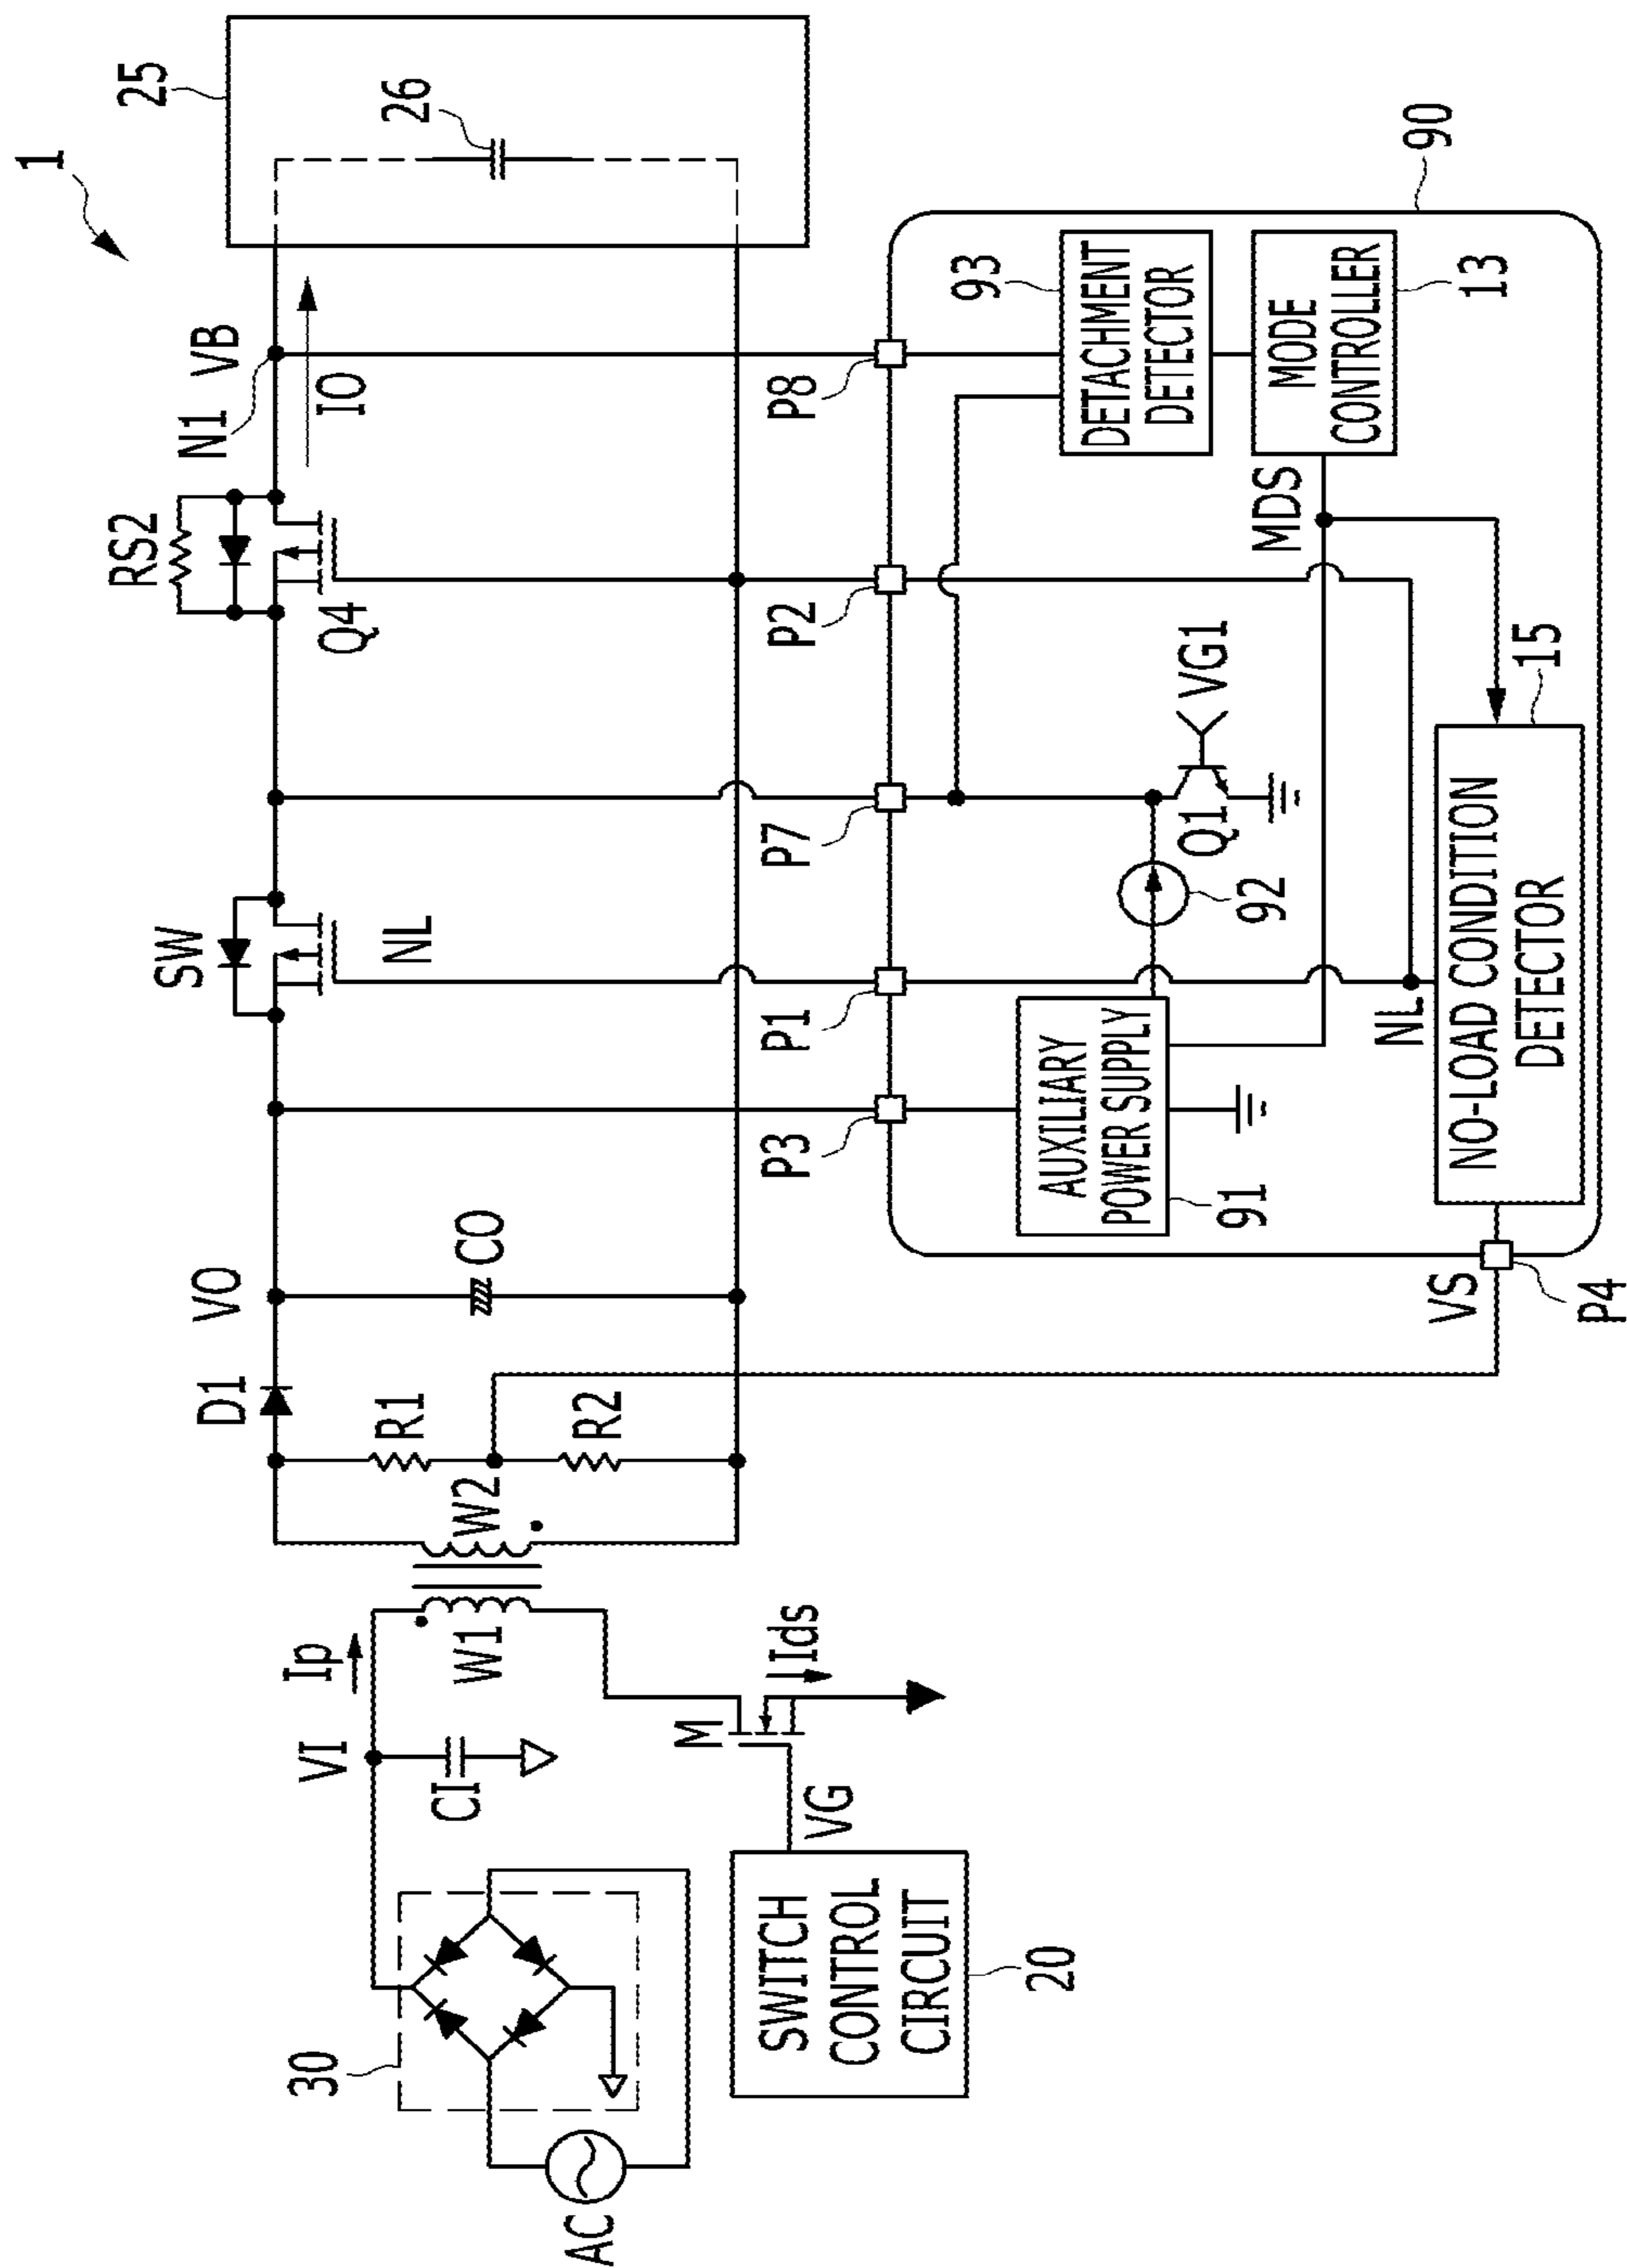 1
25
26
VB
N1
IO
RS2
Q4
SW
NL
VO
CO
D1
R1
R2
W2
W1
Ip
VI
CI
M
Ids
VG
SWITCH
CONTROL
CIRCUIT
20
30
AC
90
P8
P2
P7
P1
P3
P4
VS
93
DETACHMENT
DETECTOR
MODE
CONTROLLER
13
MDS
VG1
Q1
92
AUXILIARY
POWER SUPPLY
91
NL
NO-LOAD CONDITION
DETECTOR
15